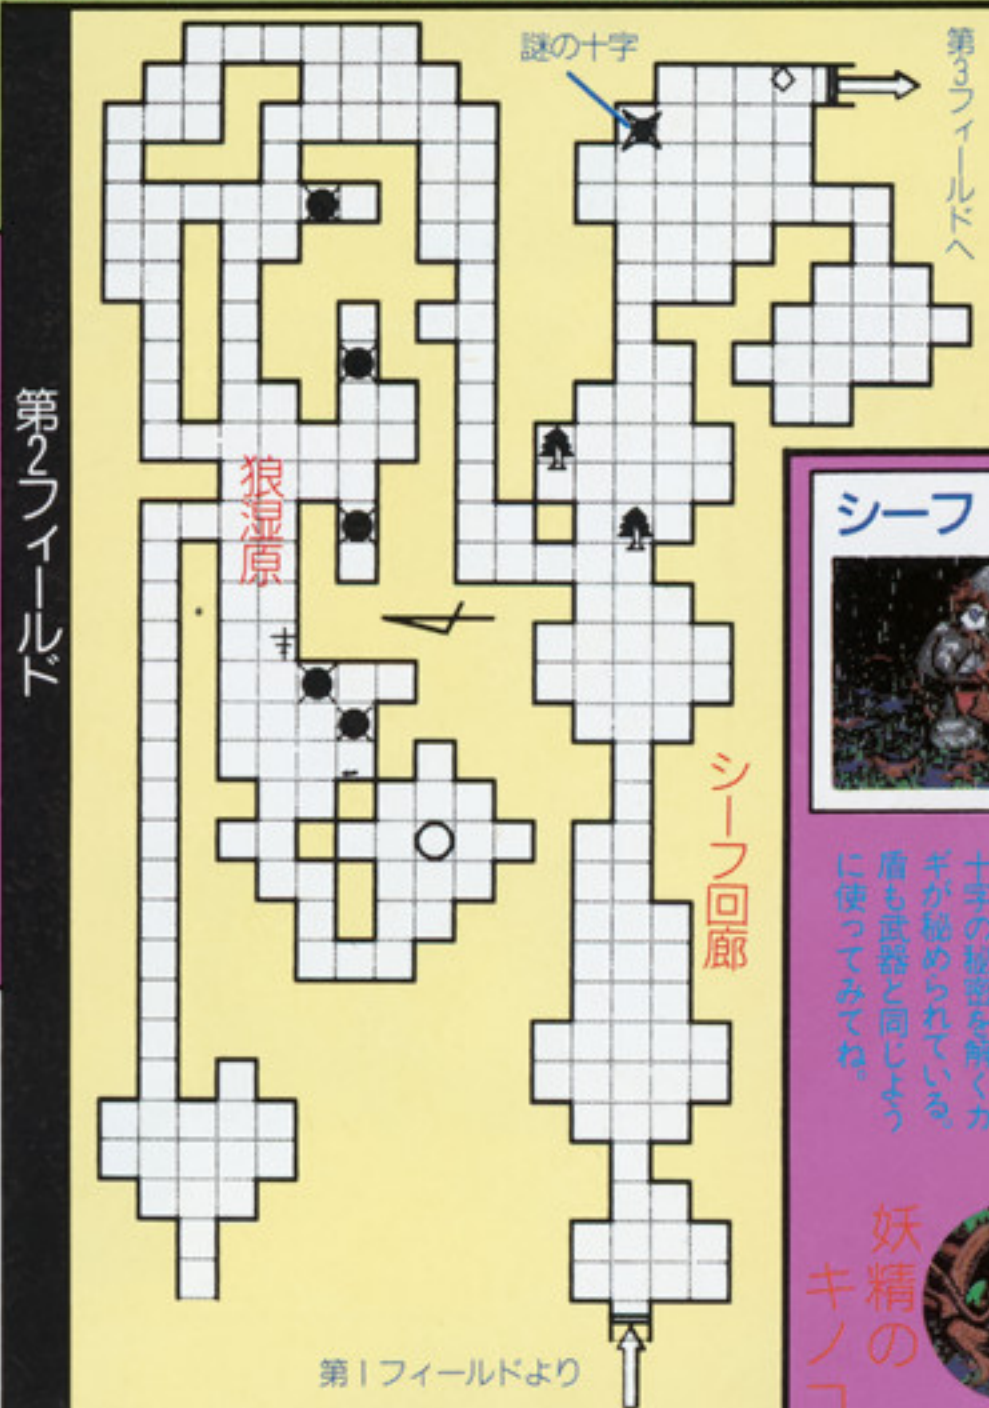 第2フィールド
謎の十字
第3フィールドへ
狼湿原
シーフ回廊
第1フィールドより
シーフ
十字の秘密を解くカ
ギが秘められている。
盾も武器と同じよう
に使ってみてね。
妖精の
キノコ